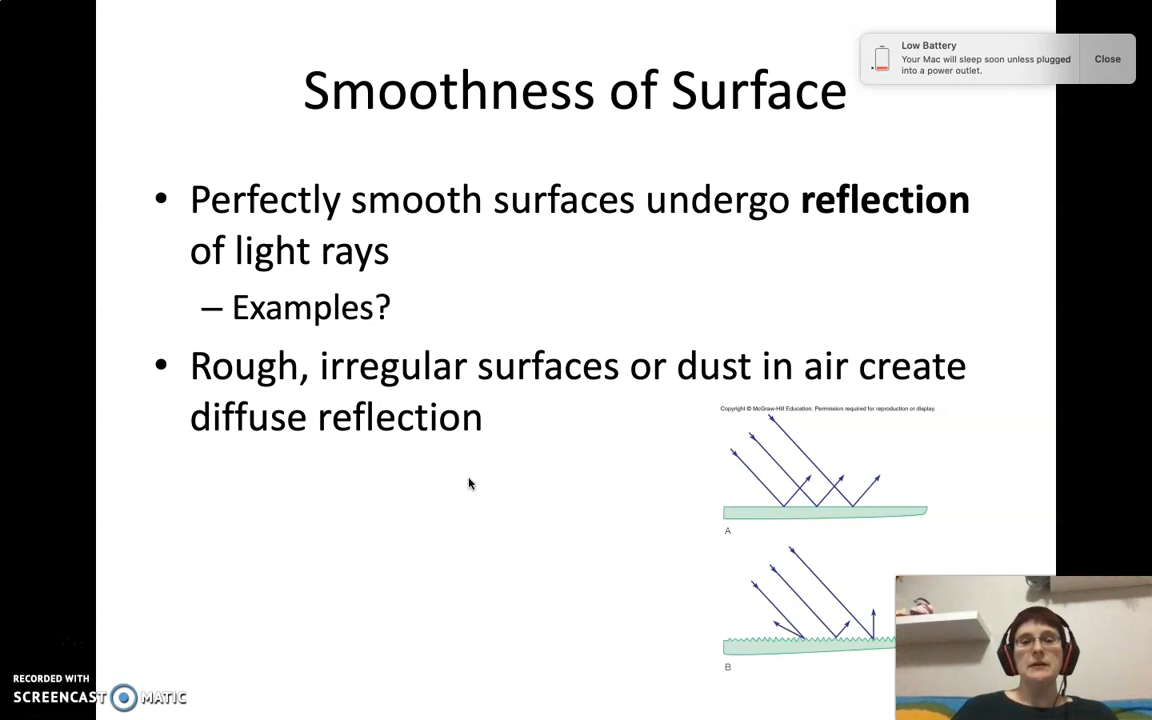 Low Battery
Your Mac will sleep soon unless plugged
into a power outlet.
Close
Smoothness of Surface
• Perfectly smooth surfaces undergo reflection
of light rays
– Examples?
• Rough, irregular surfaces or dust in air create
diffuse reflection
Copyright © McGraw-Hill Education. Permission required for reproduction or display.
A
B
RECORDED WITH
SCREENCAST MATIC